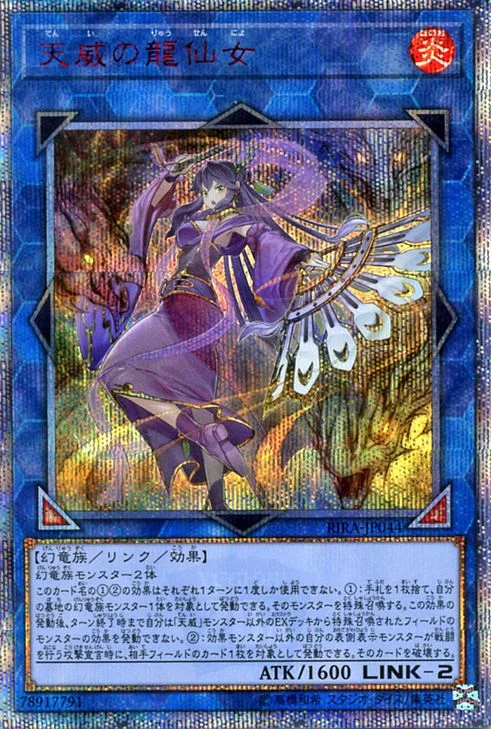 天威の龍仙女
炎
RIRA-JP044
【幻竜族／リンク／効果】
幻竜族モンスター2体
このカード名の①②の効果はそれぞれ1ターンに1度しか使用できない。①：手札を1枚捨て、自分
の墓地の幻竜族モンスター1体を対象として発動できる。そのモンスターを特殊召喚する。この効果の
発動後、ターン終了時まで自分は「天威」モンスター以外のEXデッキから特殊召喚されたフィールドの
モンスターの効果を発動できない。②：効果モンスター以外の自分の表側表示モンスターが戦闘
を行う攻撃宣言時に、相手フィールドのカード1枚を対象として発動できる。そのカードを破壊する。
ATK/1600 LINK-2
78917791
©高橋和希 スタジオ・ダイス/集英社